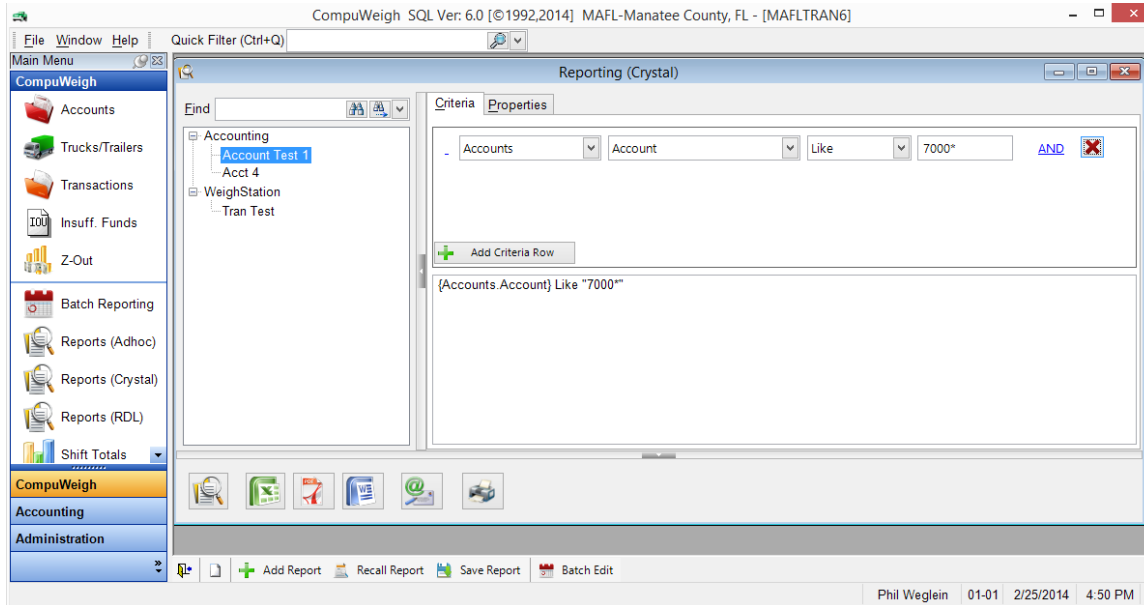 CompuWeigh SQL Ver: 6.0 [©1992,2014] MAFL-Manatee County, FL - [MAFLTRAN6]
File Window Help Quick Filter (Ctrl+Q)
Main Menu
CompuWeigh
Accounts
Trucks/Trailers
Transactions
IOU Insuff. Funds
Z-Out
Batch Reporting
Reports (Adhoc)
Reports (Crystal)
Reports (RDL)
Shift Totals
CompuWeigh
Accounting
Administration
Reporting (Crystal)
Find
Accounting
Account Test 1
Acct 4
WeighStation
Tran Test
Criteria Properties
Accounts Account Like 7000* AND
Add Criteria Row
{Accounts.Account} Like "7000*"
Add Report Recall Report Save Report Batch Edit
Phil Weglein 01-01 2/25/2014 4:50 PM